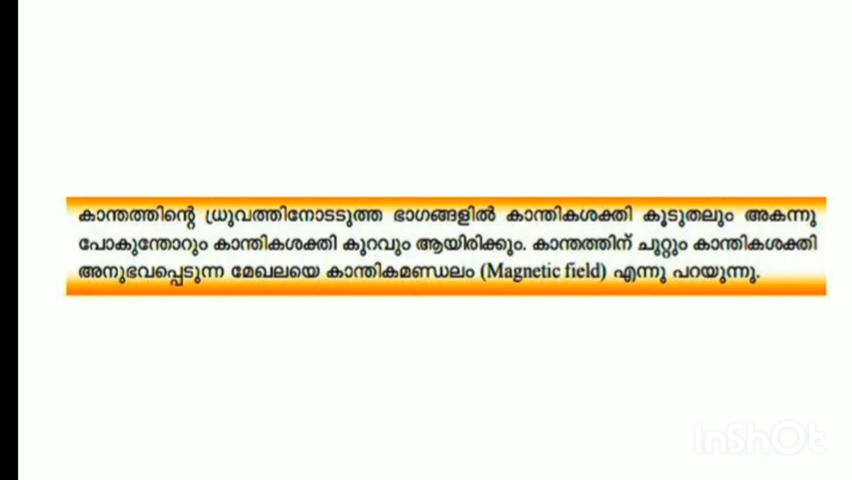 കാന്തത്തിന്റെ ധ്രുവത്തിനോടടുത്ത ഭാഗങ്ങളിൽ കാന്തികശക്തി കൂടുതലും അകന്നു
പോകുന്തോറും കാന്തികശക്തി കുറവും ആയിരിക്കും. കാന്തത്തിന് ചുറ്റും കാന്തികശക്തി
അനുഭവപ്പെടുന്ന മേഖലയെ കാന്തികമണ്ഡലം (Magnetic field) എന്നു പറയുന്നു.
InShOt